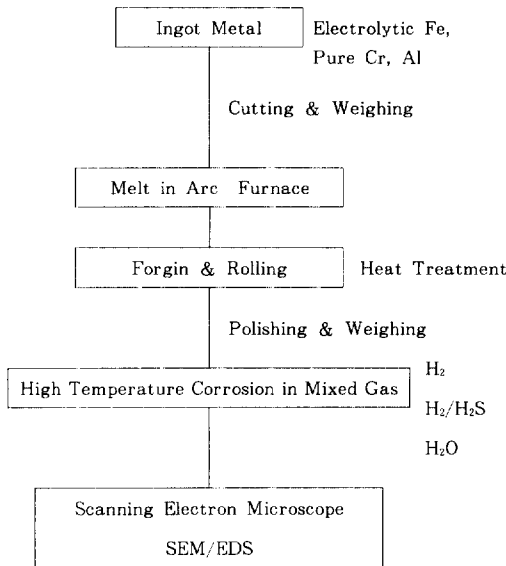 Ingot Metal
Electrolytic Fe,
Pure Cr, Al
Cutting & Weighing
Melt in Arc Furnace
Forgin & Rolling
Heat Treatment
Polishing & Weighing
High Temperature Corrosion in Mixed Gas
H₂
H₂/H₂S
H₂O
Scanning Electron Microscope
SEM/EDS